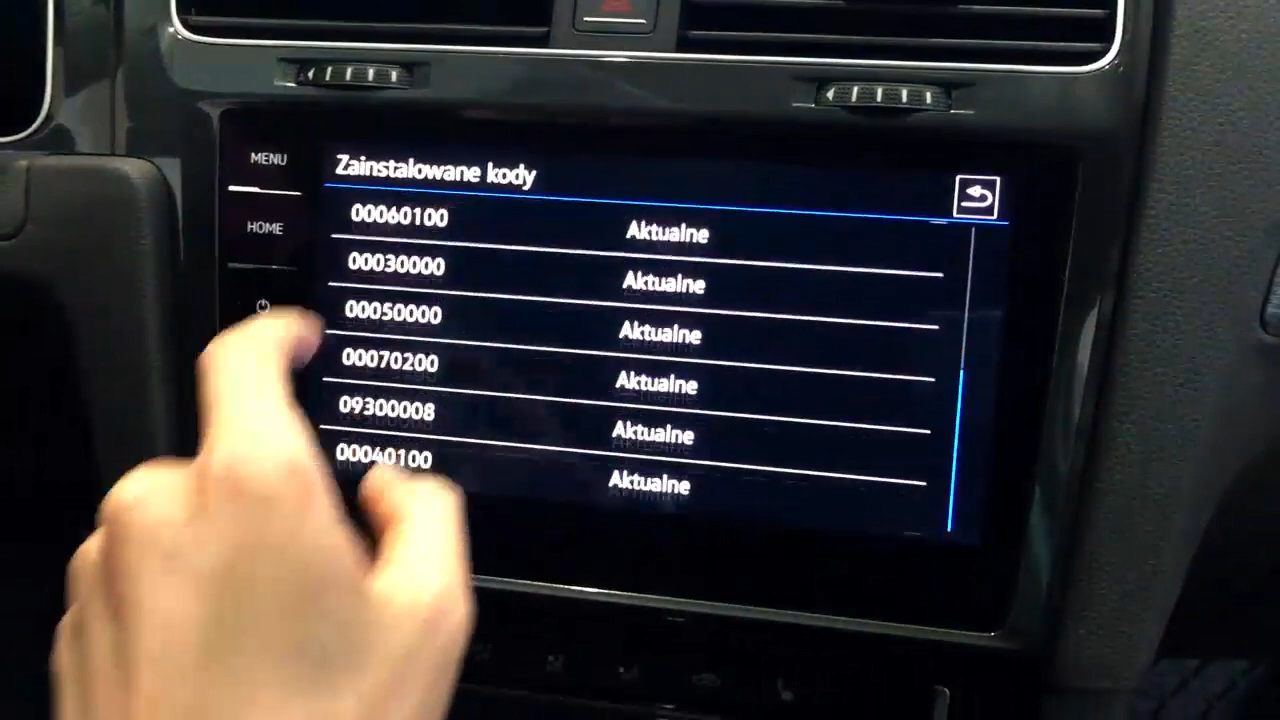 MENU
HOME
Zainstalowane kody
00060100 Aktualne
00030000 Aktualne
00050000 Aktualne
00070200 Aktualne
09300008 Aktualne
00040100 Aktualne